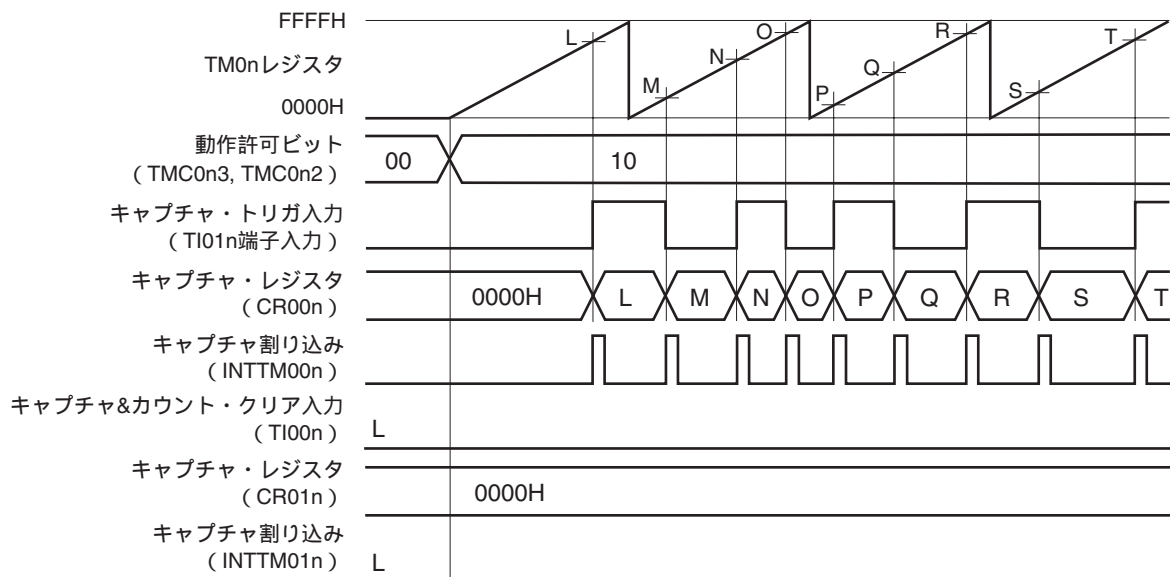 FFFFH
TM0nレジスタ
0000H
L M N O P Q R S T
動作許可ビット
（TMC0n3, TMC0n2）
00 10
キャプチャ・トリガ入力
（TI01n端子入力）
キャプチャ・レジスタ
（CR00n）
0000H L M N O P Q R S T
キャプチャ割り込み
（INTTM00n）
キャプチャ&カウント・クリア入力
（TI00n）
L
キャプチャ・レジスタ
（CR01n）
0000H
キャプチャ割り込み
（INTTM01n）
L